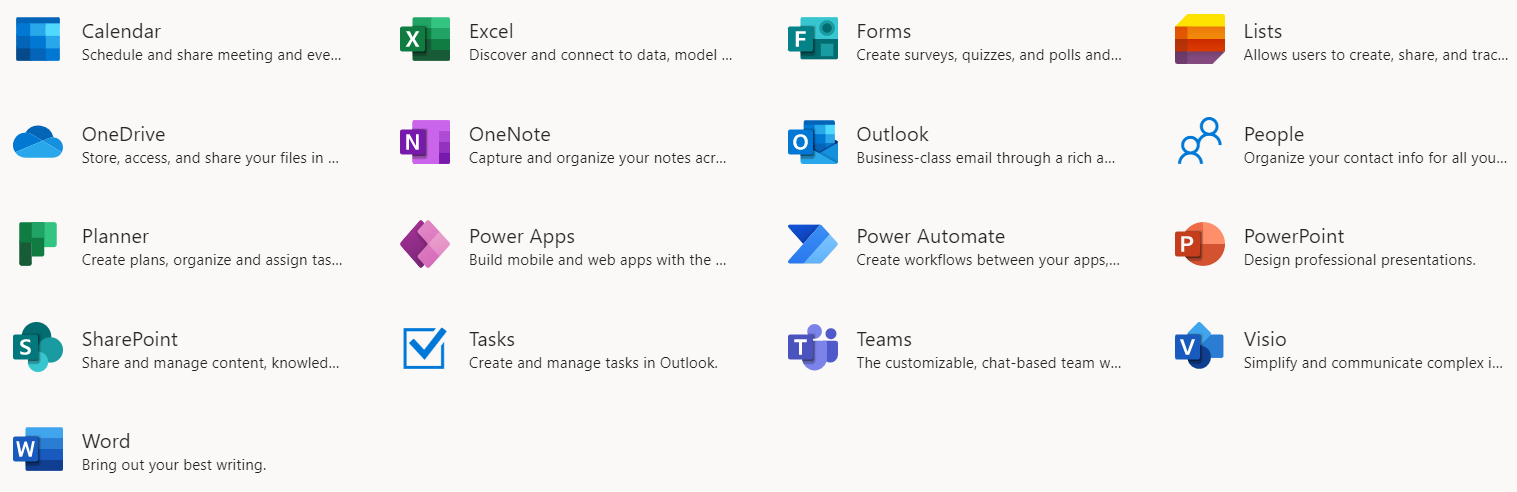 Calendar
Schedule and share meeting and eve...
X
Excel
Discover and connect to data, model ...
F
Forms
Create surveys, quizzes, and polls and...
Lists
Allows users to create, share, and trac...
OneDrive
Store, access, and share your files in ...
N
OneNote
Capture and organize your notes acr...
O
Outlook
Business-class email through a rich a...
People
Organize your contact info for all you...
Planner
Create plans, organize and assign tas...
Power Apps
Build mobile and web apps with the ...
Power Automate
Create workflows between your apps,...
P
PowerPoint
Design professional presentations.
S
SharePoint
Share and manage content, knowled...
Tasks
Create and manage tasks in Outlook.
T
Teams
The customizable, chat-based team w...
V
Visio
Simplify and communicate complex i...
W
Word
Bring out your best writing.